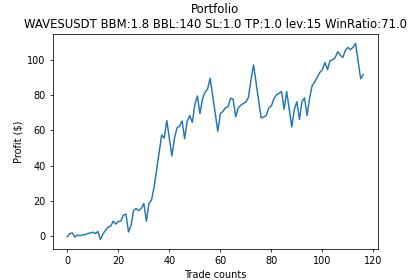 Portfolio
WAVESUSDT BBM:1.8 BBL:140 SL:1.0 TP:1.0 lev:15 WinRatio:71.0
Profit ($)
100
80
60
40
20
0
0 20 40 60 80 100 120
Trade counts